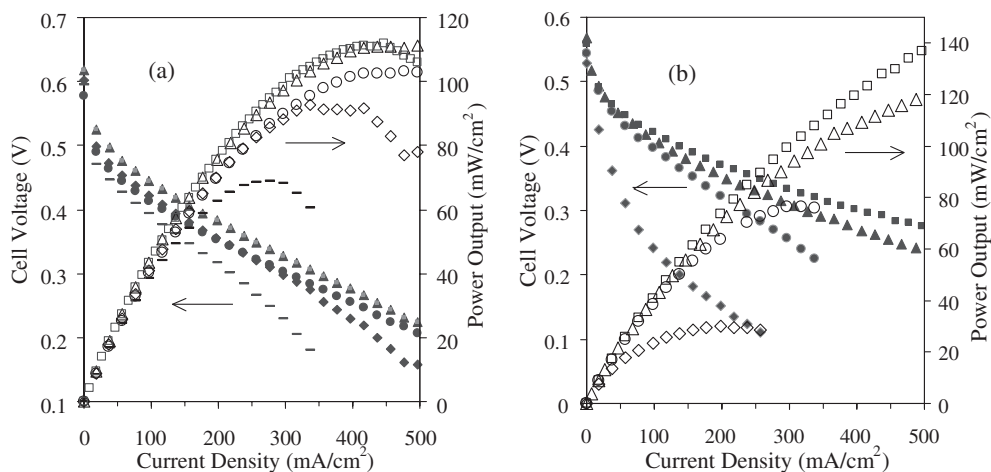 0.7
0.6
0.5
0.4
0.3
0.2
0.1
Cell Voltage (V)
(a)
120
100
80
60
40
20
0
Power Output (mW/cm²)
0 100 200 300 400 500
Current Density (mA/cm²)
0.6
0.5
0.4
0.3
0.2
0.1
0
Cell Voltage (V)
(b)
140
120
100
80
60
40
20
0
Power Output (mW/cm²)
0 100 200 300 400 500
Current Density (mA/cm²)